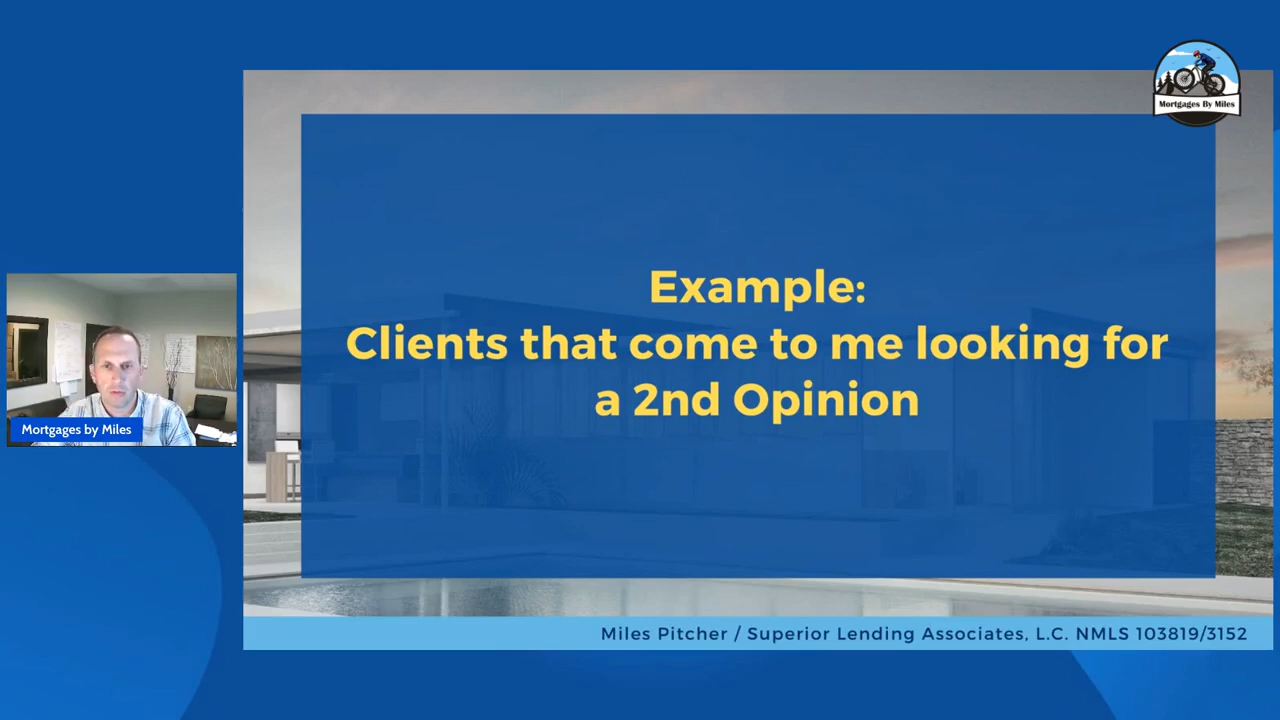 Mortgages By Miles
Example:
Clients that come to me looking for
a 2nd Opinion
Mortgages by Miles
Miles Pitcher / Superior Lending Associates, L.C. NMLS 103819/3152